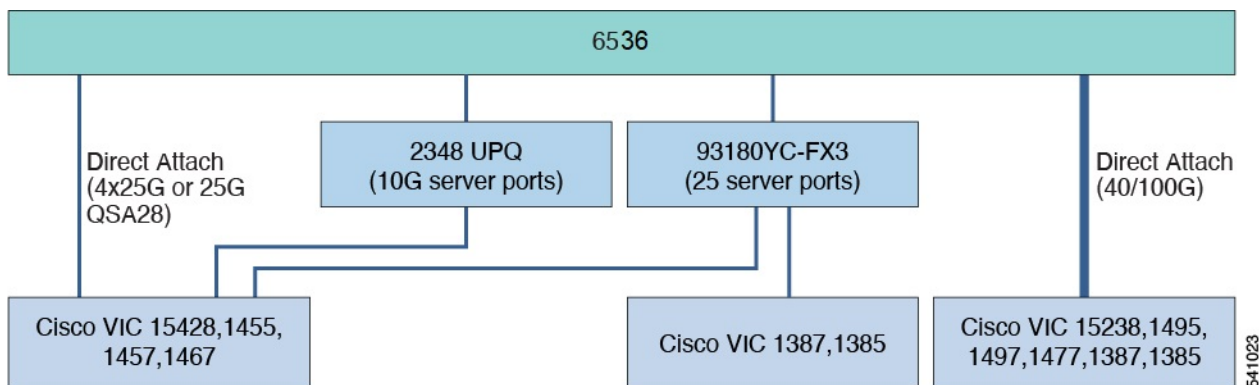 6536
Direct Attach
(4x25G or 25G
QSA28)
2348 UPQ
(10G server ports)
93180YC-FX3
(25 server ports)
Direct Attach
(40/100G)
Cisco VIC 15428,1455,
1457,1467
Cisco VIC 1387,1385
Cisco VIC 15238,1495,
1497,1477,1387,1385
541023